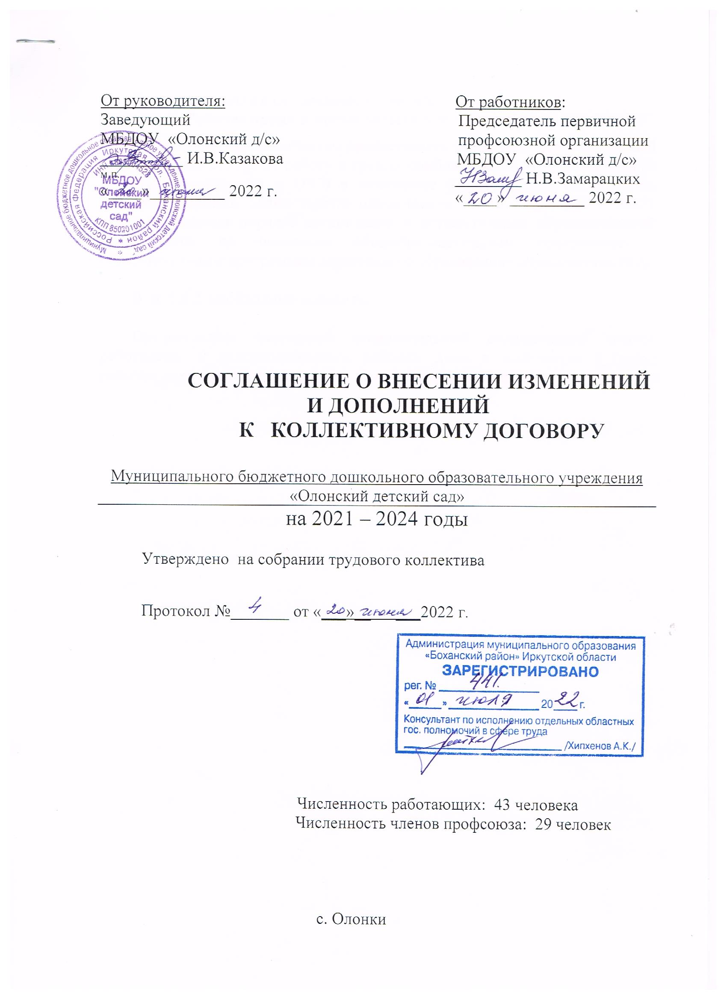 От руководителя:
Заведующий
МБДОУ «Олонский д/с»
И.В.Казакова
м.п.
«20» июня 2022 г.
От работников:
Председатель первичной
профсоюзной организации
МБДОУ «Олонский д/с»
Н.В.Замарацких
«20» июня 2022 г.
Муниципальное бюджетное дошкольное образовательное учреждение "Олонский детский сад"
Российская Федерация Иркутская обл. Боханский район
МБДОУ
"Олонский
детский
сад"
КПП 850201001
СОГЛАШЕНИЕ О ВНЕСЕНИИ ИЗМЕНЕНИЙ
И ДОПОЛНЕНИЙ
К КОЛЛЕКТИВНОМУ ДОГОВОРУ
Муниципального бюджетного дошкольного образовательного учреждения
«Олонский детский сад»
на 2021 – 2024 годы
Утверждено на собрании трудового коллектива
Протокол № 4 от «20» июня 2022 г.
Администрация муниципального образования
«Боханский район» Иркутской области
ЗАРЕГИСТРИРОВАНО
рег. № 441.
«01» июля 2022 г.
Консультант по исполнению отдельных областных
гос. полномочий в сфере труда
/Хипхенов А.К./
Численность работающих: 43 человека
Численность членов профсоюза: 29 человек
с. Олонки